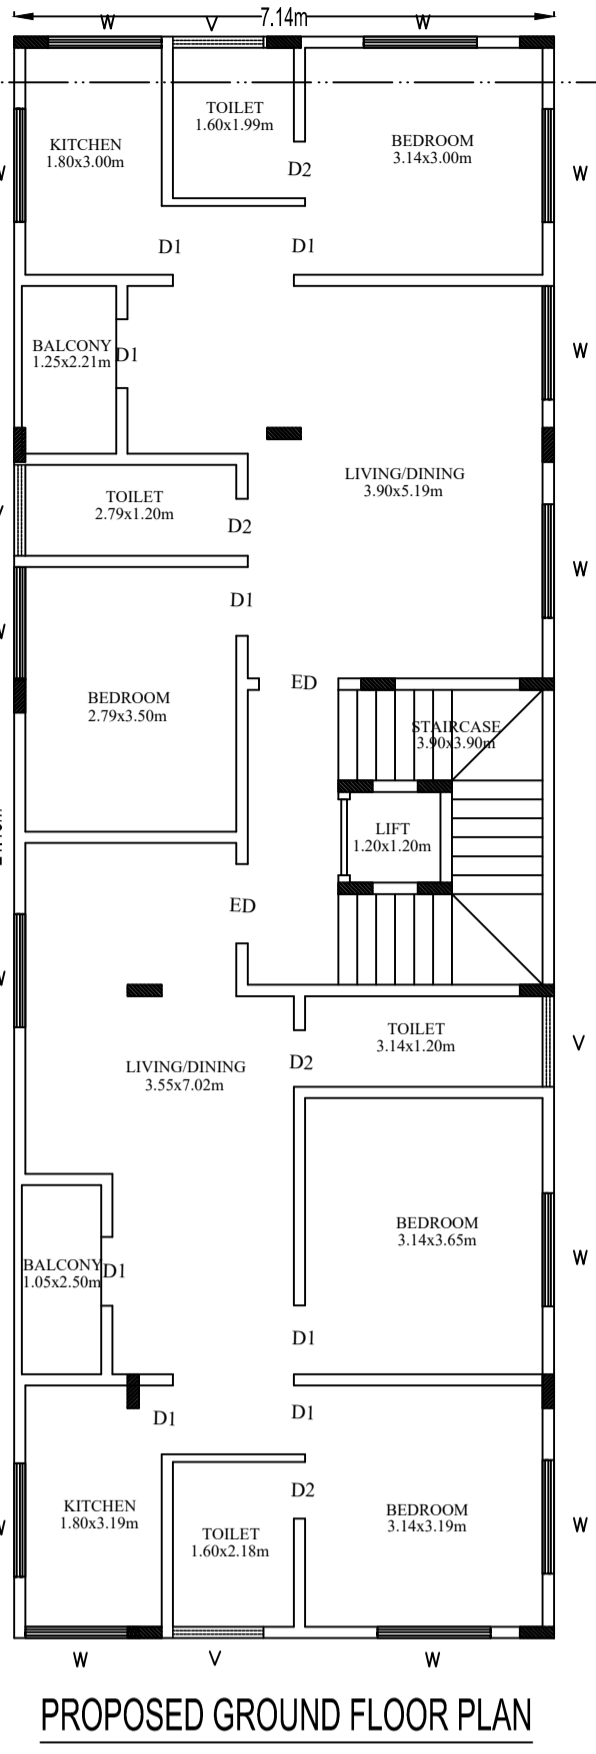 7.14m
W
V
W
TOILET
1.60x1.99m
KITCHEN
1.80x3.00m
BEDROOM
3.14x3.00m
D2
W
D1
D1
BALCONY
1.25x2.21m
D1
W
LIVING/DINING
3.90x5.19m
TOILET
2.79x1.20m
D2
W
D1
ED
BEDROOM
2.79x3.50m
STAIRCASE
3.90x3.90m
LIFT
1.20x1.20m
ED
TOILET
3.14x1.20m
V
D2
LIVING/DINING
3.55x7.02m
BEDROOM
3.14x3.65m
W
BALCONY
1.05x2.50m
D1
D1
D1
D1
D2
KITCHEN
1.80x3.19m
BEDROOM
3.14x3.19m
W
TOILET
1.60x2.18m
W
V
W
PROPOSED GROUND FLOOR PLAN